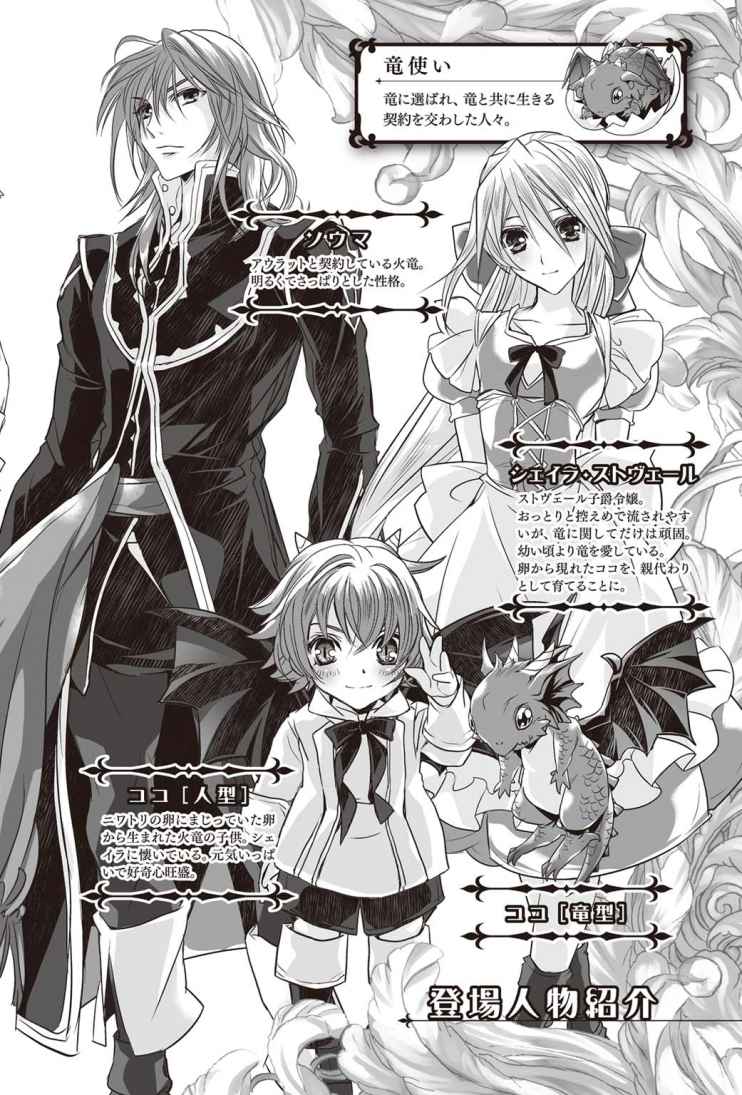 竜使い
竜に選ばれ、竜と共に生きる
契約を交わした人々。
ソウマ
アウラットと契約している火竜。
明るくてさっぱりとした性格。
シェイラ・ストヴェール
ストヴェール子爵令嬢。
おっとりと控えめで流されやす
いが、竜に関してだけは頑固。
幼い頃より竜を愛している。
卵から現れたココを、親代わり
として育てることに。
ココ［人型］
ニワトリの卵にまじっていた卵
から生まれた火竜の子供。シェ
イラに懐いている。元気いっぱ
いで好奇心旺盛。
ココ［竜型］
登場人物紹介